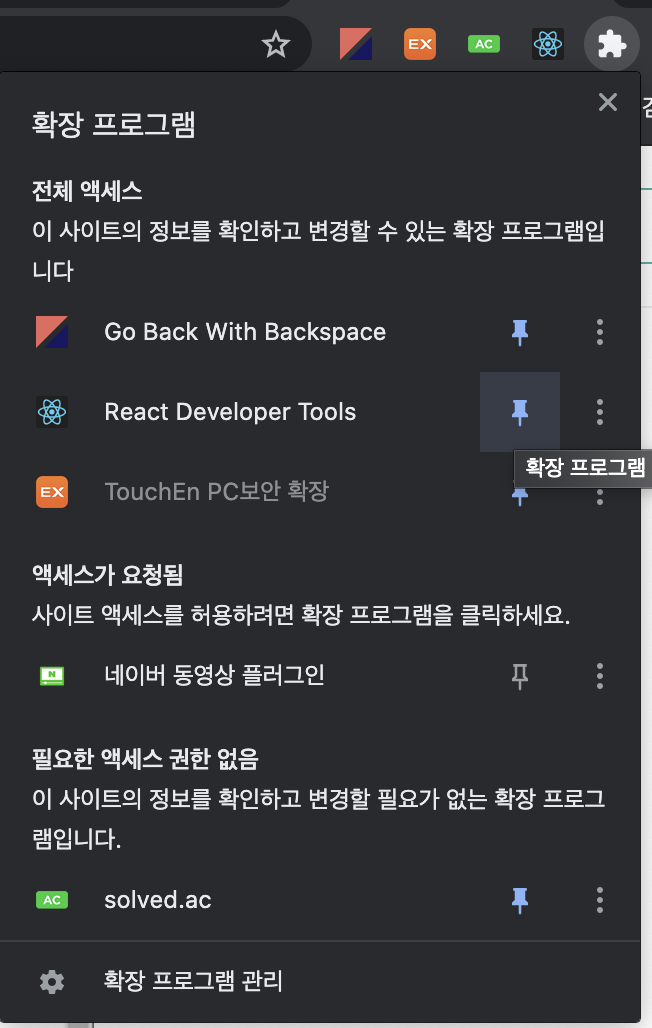 EX
AC
확장 프로그램
전체 액세스
이 사이트의 정보를 확인하고 변경할 수 있는 확장 프로그램입
니다
Go Back With Backspace
React Developer Tools
확장 프로그램
EX TouchEn PC보안 확장
액세스가 요청됨
사이트 액세스를 허용하려면 확장 프로그램을 클릭하세요.
N 네이버 동영상 플러그인
필요한 액세스 권한 없음
이 사이트의 정보를 확인하고 변경할 필요가 없는 확장 프로그
램입니다.
AC solved.ac
확장 프로그램 관리